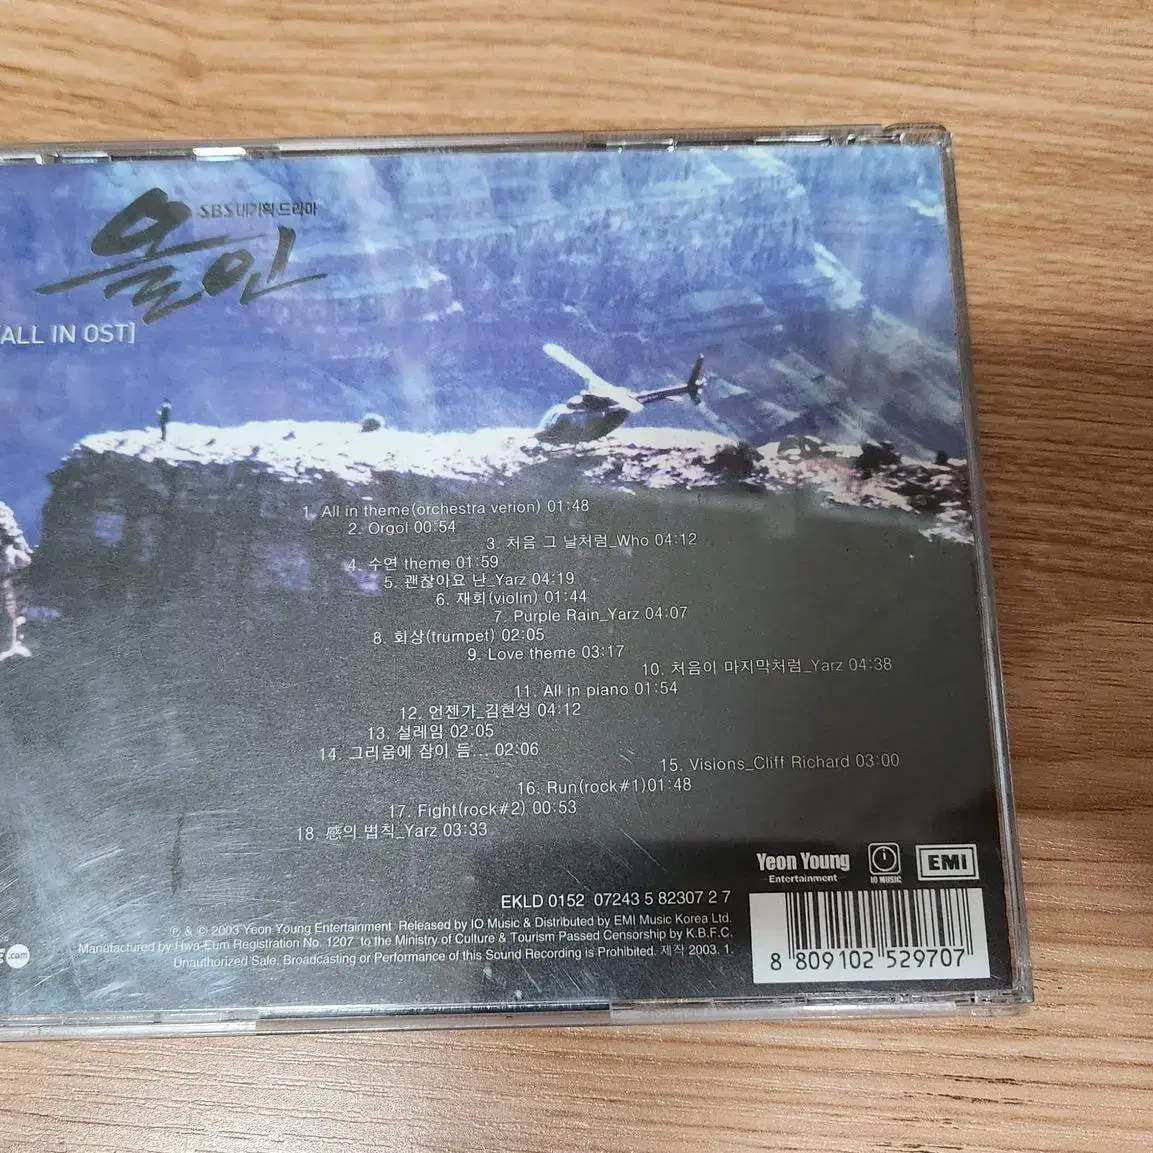 SBS 대기획 드라마
올인
[ALL IN OST]
1. All in theme(orchestra verion) 01:48
2. Orgol 00:54
3. 처음 그 날처럼_Who 04:12
4. 수연 theme 01:59
5. 괜찮아요 난_Yarz 04:19
6. 재회(violin) 01:44
7. Purple Rain_Yarz 04:07
8. 회상(trumpet) 02:05
9. Love theme 03:17
10. 처음이 마지막처럼_Yarz 04:38
11. All in piano 01:54
12. 언젠가_김현성 04:12
13. 설레임 02:05
14. 그리움에 잠이 듬... 02:06
15. Visions_Cliff Richard 03:00
16. Run(rock#1)01:48
17. Fight(rock#2) 00:53
18. 感의 법칙_Yarz 03:33
Yeon Young
Entertainment
IO MUSIC
EMI
EKLD 0152 07243 5 82307 2 7
℗ & © 2003 Yeon Young Entertainment Released by IO Music & Distributed by EMI Music Korea Ltd.
Manufactured by Hwa-Eum Registration No. 1207 to the Ministry of Culture & Tourism Passed Censorship by K.B.F.C.
Unauthorized Sale, Broadcasting or Performance of this Sound Recording is Prohibited. 제작 2003. 1.
.com
8 809102 529707